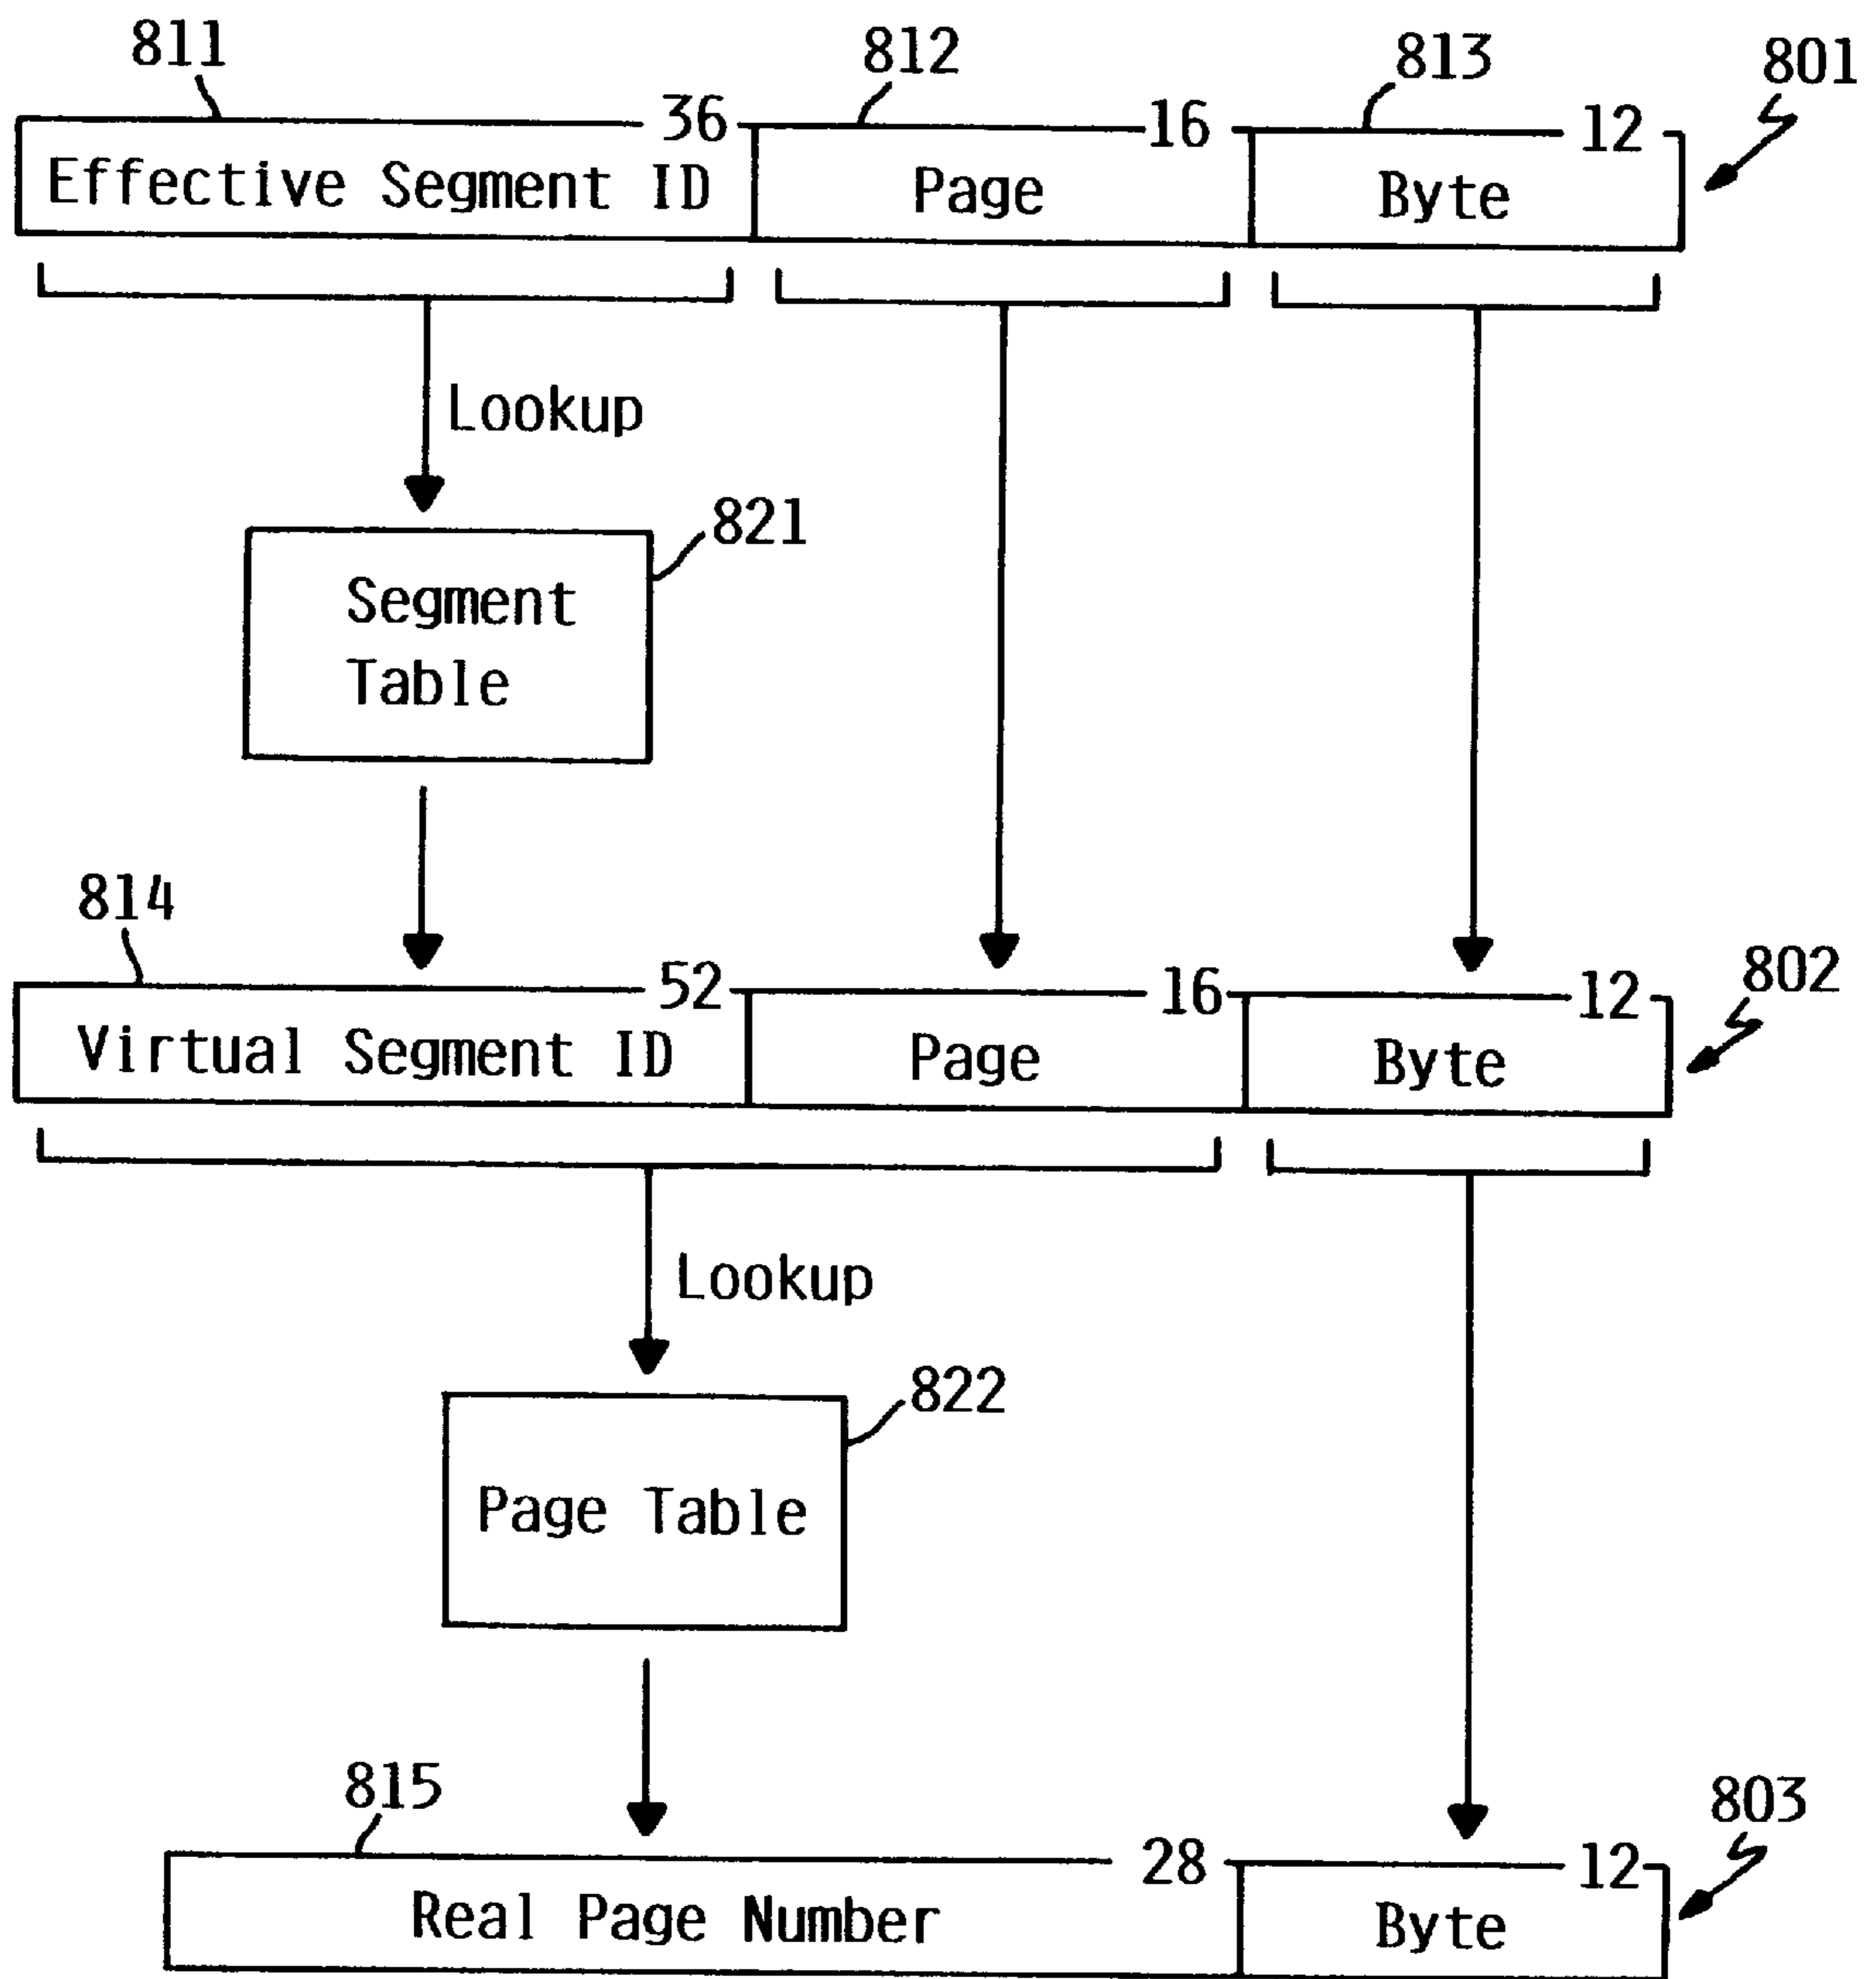 811
812
813
801
36
16
12
Effective Segment ID
Page
Byte
Lookup
821
Segment
Table
814
802
52
16
12
Virtual Segment ID
Page
Byte
Lookup
822
Page Table
815
803
28
12
Real Page Number
Byte